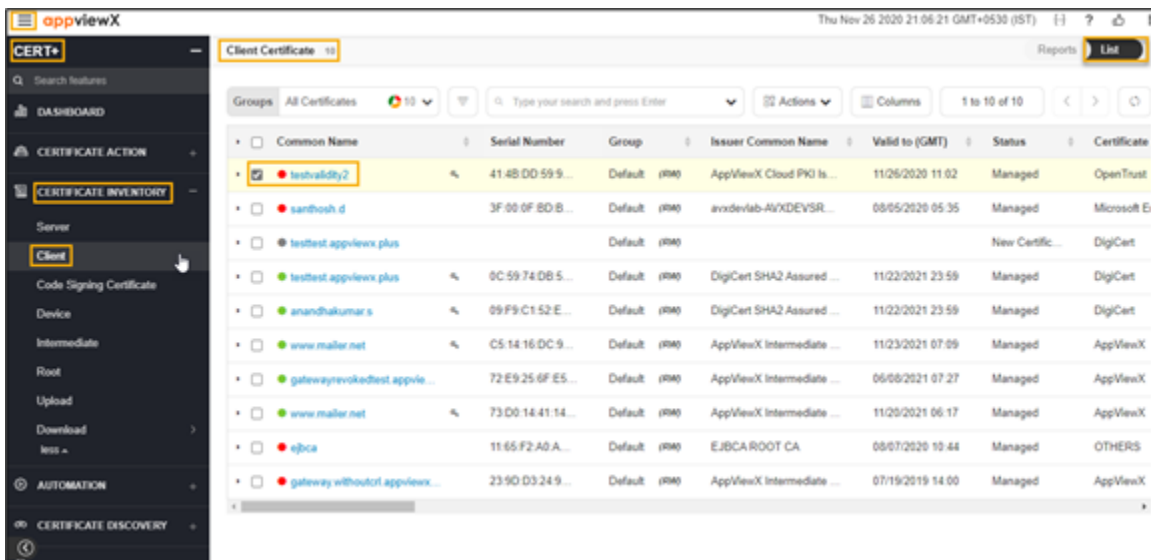 appviewX
Thu Nov 26 2020 21:06:21 GMT+0530 (IST) ?
CERT+
Client Certificate 10
Reports List
Search features
DASHBOARD
CERTIFICATE ACTION +
CERTIFICATE INVENTORY −
Server
Client
Code Signing Certificate
Device
Intermediate
Root
Upload
Download
less
AUTOMATION +
CERTIFICATE DISCOVERY +
Groups All Certificates 10 Type your search and press Enter Actions Columns 1 to 10 of 10
Common Name Serial Number Group Issuer Common Name Valid to (GMT) Status Certificate
testvalidity2 41:4B:DD:59:9... Default AppViewX Cloud PKI Is... 11/26/2020 11:02 Managed OpenTrust
santhosh.d 3F:00:0F:BD:B... Default avxdevlab-AVXDEVSR... 08/05/2020 05:35 Managed Microsoft E
testtest.appviewx.plus Default New Certific... DigiCert
testtest.appviewx.plus 0C:59:74:DB:5... Default DigiCert SHA2 Assured ... 11/22/2021 23:59 Managed DigiCert
anandhakumar.s 09:F9:C1:52:E... Default DigiCert SHA2 Assured ... 11/22/2021 23:59 Managed DigiCert
www.mailer.net C5:14:16:DC:9... Default AppViewX Intermediate ... 11/23/2021 07:09 Managed AppViewX
gatewayrevokedtest.appvie... 72:E9:25:6F:E5... Default AppViewX Intermediate ... 06/08/2021 07:27 Managed AppViewX
www.mailer.net 73:D0:14:41:14... Default AppViewX Intermediate ... 11/20/2021 06:17 Managed AppViewX
ejbca 11:65:F2:A0:A... Default EJBCA ROOT CA 08/07/2020 10:44 Managed OTHERS
gateway.withoutcrl.appviewx... 23:9D:D3:24:9... Default AppViewX Intermediate ... 07/19/2019 14:00 Managed AppViewX